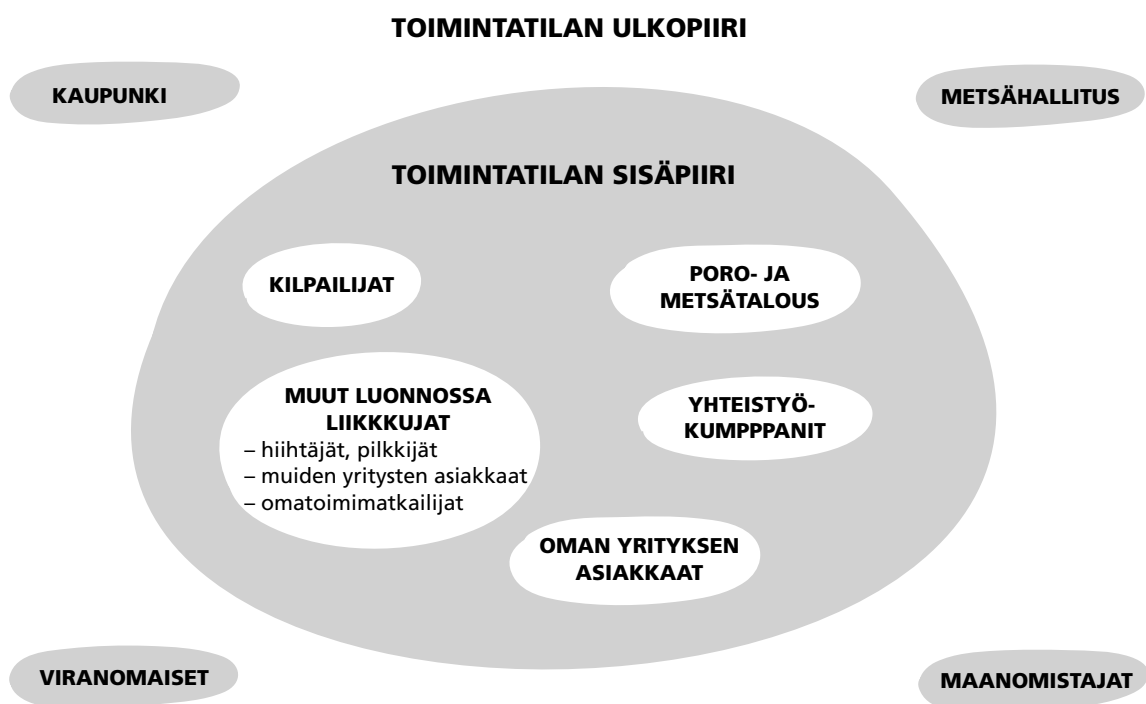 TOIMINTATILAN ULKOPIIRI
KAUPUNKI
METSÄHALLITUS
TOIMINTATILAN SISÄPIIRI
KILPAILIJAT
PORO- JA
METSÄTALOUS
MUUT LUONNOSSA
LIIKKKUJAT
– hiihtäjät, pilkkijät
– muiden yritysten asiakkaat
– omatoimimatkailijat
YHTEISTYÖ-
KUMPPPANIT
OMAN YRITYKSEN
ASIAKKAAT
VIRANOMAISET
MAANOMISTAJAT